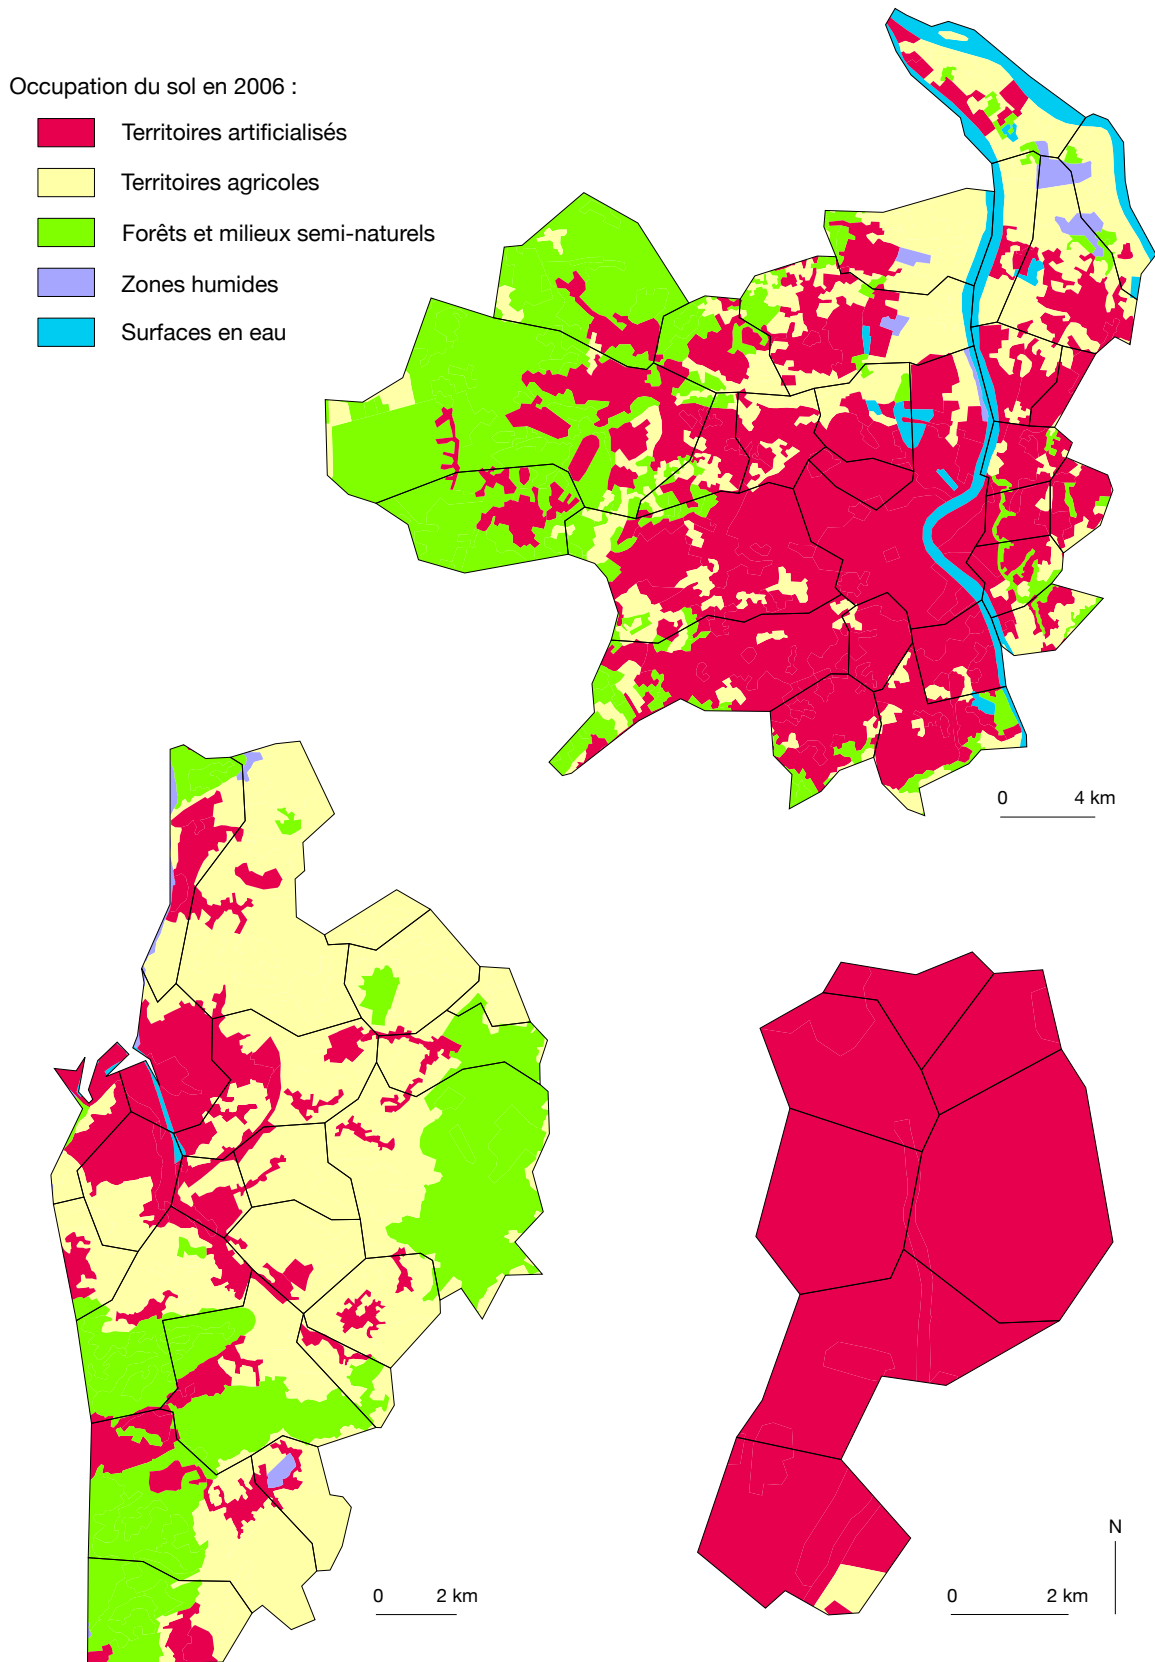 Occupation du sol en 2006 :
Territoires artificialisés
Territoires agricoles
Forêts et milieux semi-naturels
Zones humides
Surfaces en eau
0 4 km
N
0 2 km
0 2 km